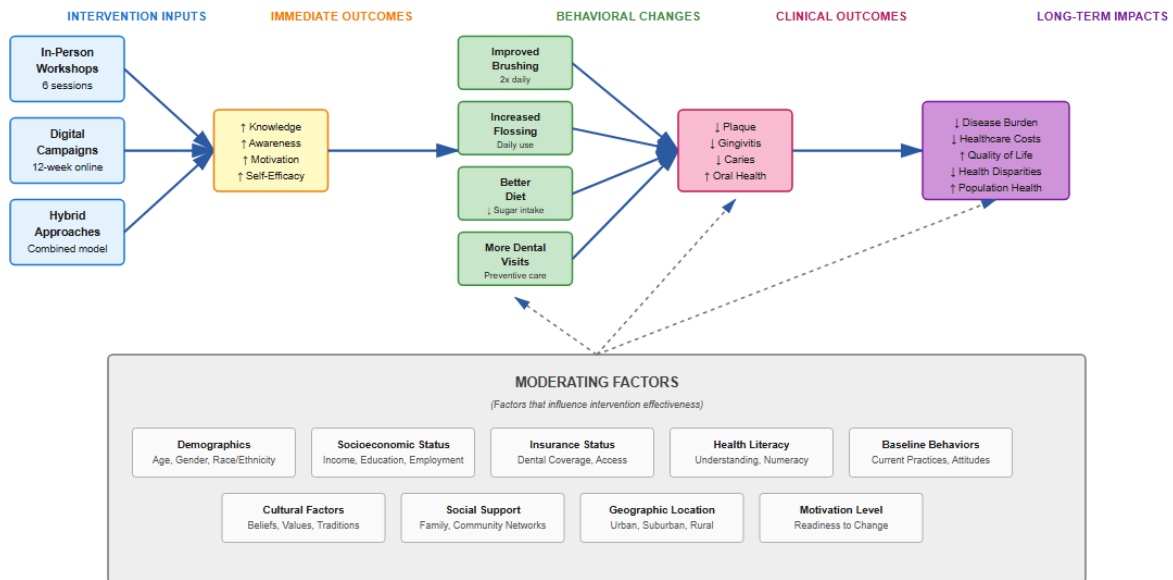 INTERVENTION INPUTS
IMMEDIATE OUTCOMES
BEHAVIORAL CHANGES
CLINICAL OUTCOMES
LONG-TERM IMPACTS
In-Person
Workshops
6 sessions
Digital
Campaigns
12-week online
Hybrid
Approaches
Combined model
↑ Knowledge
↑ Awareness
↑ Motivation
↑ Self-Efficacy
Improved
Brushing
2x daily
Increased
Flossing
Daily use
Better
Diet
↓ Sugar intake
More Dental
Visits
Preventive care
↓ Plaque
↓ Gingivitis
↓ Caries
↑ Oral Health
↓ Disease Burden
↓ Healthcare Costs
↑ Quality of Life
↓ Health Disparities
↑ Population Health
MODERATING FACTORS
(Factors that influence intervention effectiveness)
Demographics
Age, Gender, Race/Ethnicity
Socioeconomic Status
Income, Education, Employment
Insurance Status
Dental Coverage, Access
Health Literacy
Understanding, Numeracy
Baseline Behaviors
Current Practices, Attitudes
Cultural Factors
Beliefs, Values, Traditions
Social Support
Family, Community Networks
Geographic Location
Urban, Suburban, Rural
Motivation Level
Readiness to Change